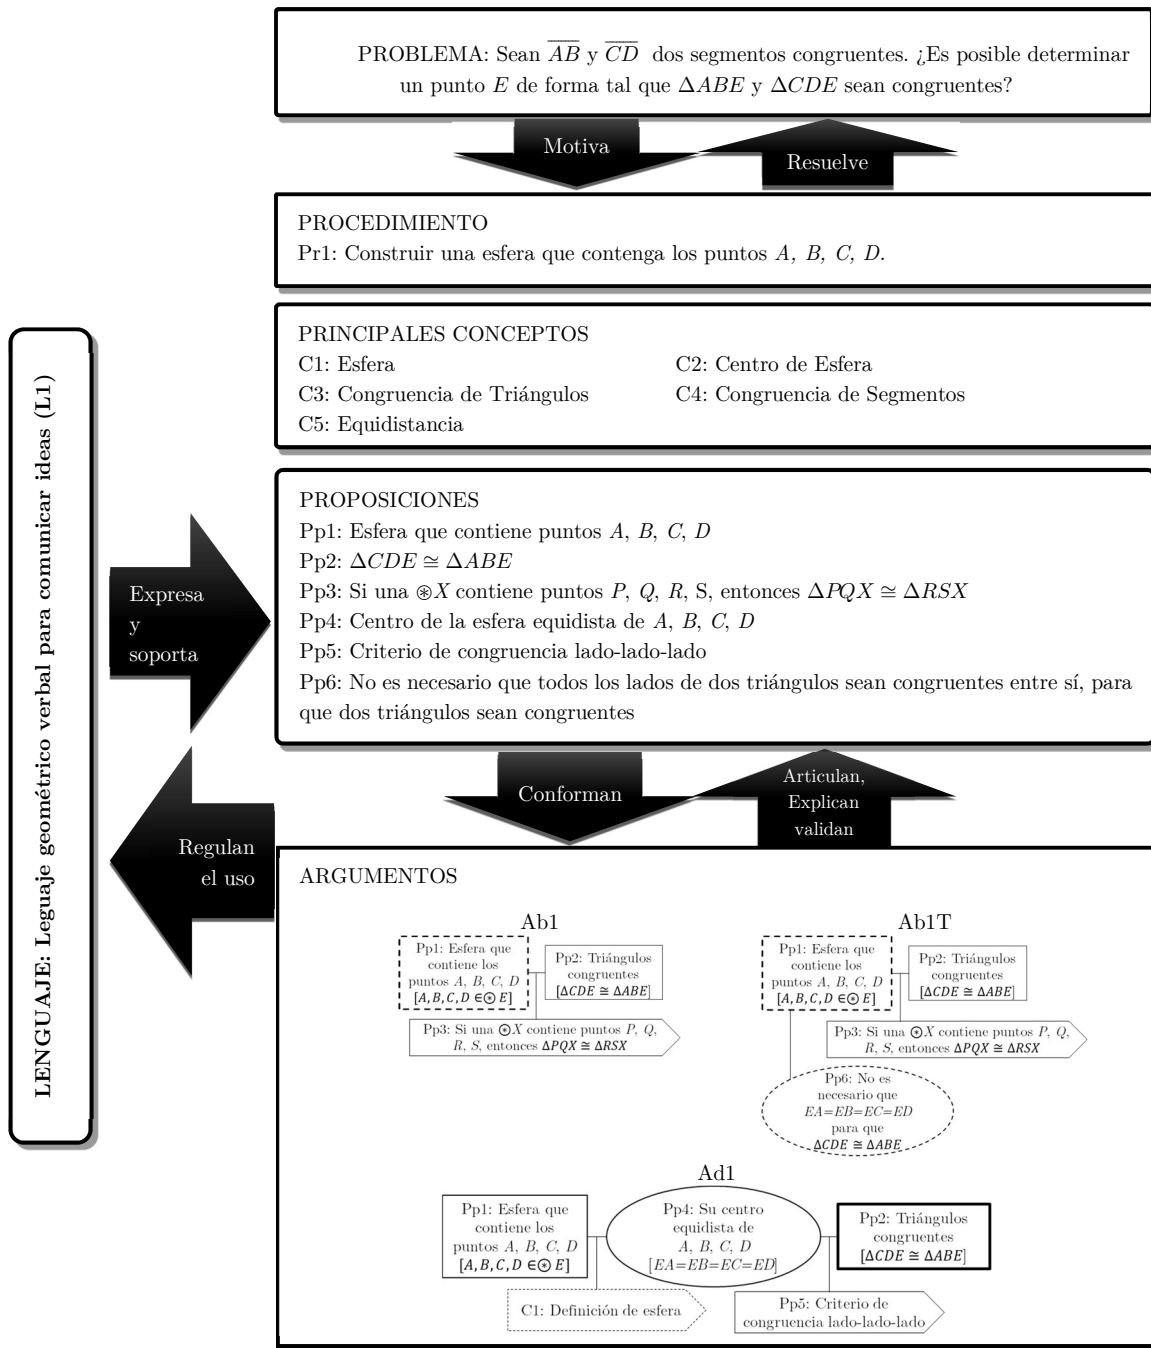 PROBLEMA: Sean AB y CD dos segmentos congruentes. ¿Es posible determinar
un punto E de forma tal que ΔABE y ΔCDE sean congruentes?
Motiva
Resuelve
PROCEDIMIENTO
Pr1: Construir una esfera que contenga los puntos A, B, C, D.
PRINCIPALES CONCEPTOS
C1: Esfera
C2: Centro de Esfera
C3: Congruencia de Triángulos
C4: Congruencia de Segmentos
C5: Equidistancia
LENGUAJE: Leguaje geométrico verbal para comunicar ideas (L1)
Expresa
y
soporta
PROPOSICIONES
Pp1: Esfera que contiene puntos A, B, C, D
Pp2: ΔCDE ≅ ΔABE
Pp3: Si una ⊛X contiene puntos P, Q, R, S, entonces ΔPQX ≅ ΔRSX
Pp4: Centro de la esfera equidista de A, B, C, D
Pp5: Criterio de congruencia lado-lado-lado
Pp6: No es necesario que todos los lados de dos triángulos sean congruentes entre sí, para
que dos triángulos sean congruentes
Conforman
Articulan,
Explican
validan
Regulan
el uso
ARGUMENTOS
Ab1
Pp1: Esfera que
contiene los
puntos A, B, C, D
[A, B, C, D ∈⊛ E]
Pp2: Triángulos
congruentes
[ΔCDE ≅ ΔABE]
Pp3: Si una ⊛X contiene puntos P, Q,
R, S, entonces ΔPQX ≅ ΔRSX
Ab1T
Pp1: Esfera que
contiene los
puntos A, B, C, D
[A, B, C, D ∈⊛ E]
Pp2: Triángulos
congruentes
[ΔCDE ≅ ΔABE]
Pp3: Si una ⊛X contiene puntos P, Q,
R, S, entonces ΔPQX ≅ ΔRSX
Pp6: No es
necesario que
EA=EB=EC=ED
para que
ΔCDE ≅ ΔABE
Ad1
Pp1: Esfera que
contiene los
puntos A, B, C, D
[A, B, C, D ∈⊛ E]
Pp4: Su centro
equidista de
A, B, C, D
[EA=EB=EC=ED]
Pp2: Triángulos
congruentes
[ΔCDE ≅ ΔABE]
C1: Definición de esfera
Pp5: Criterio de
congruencia lado-lado-lado